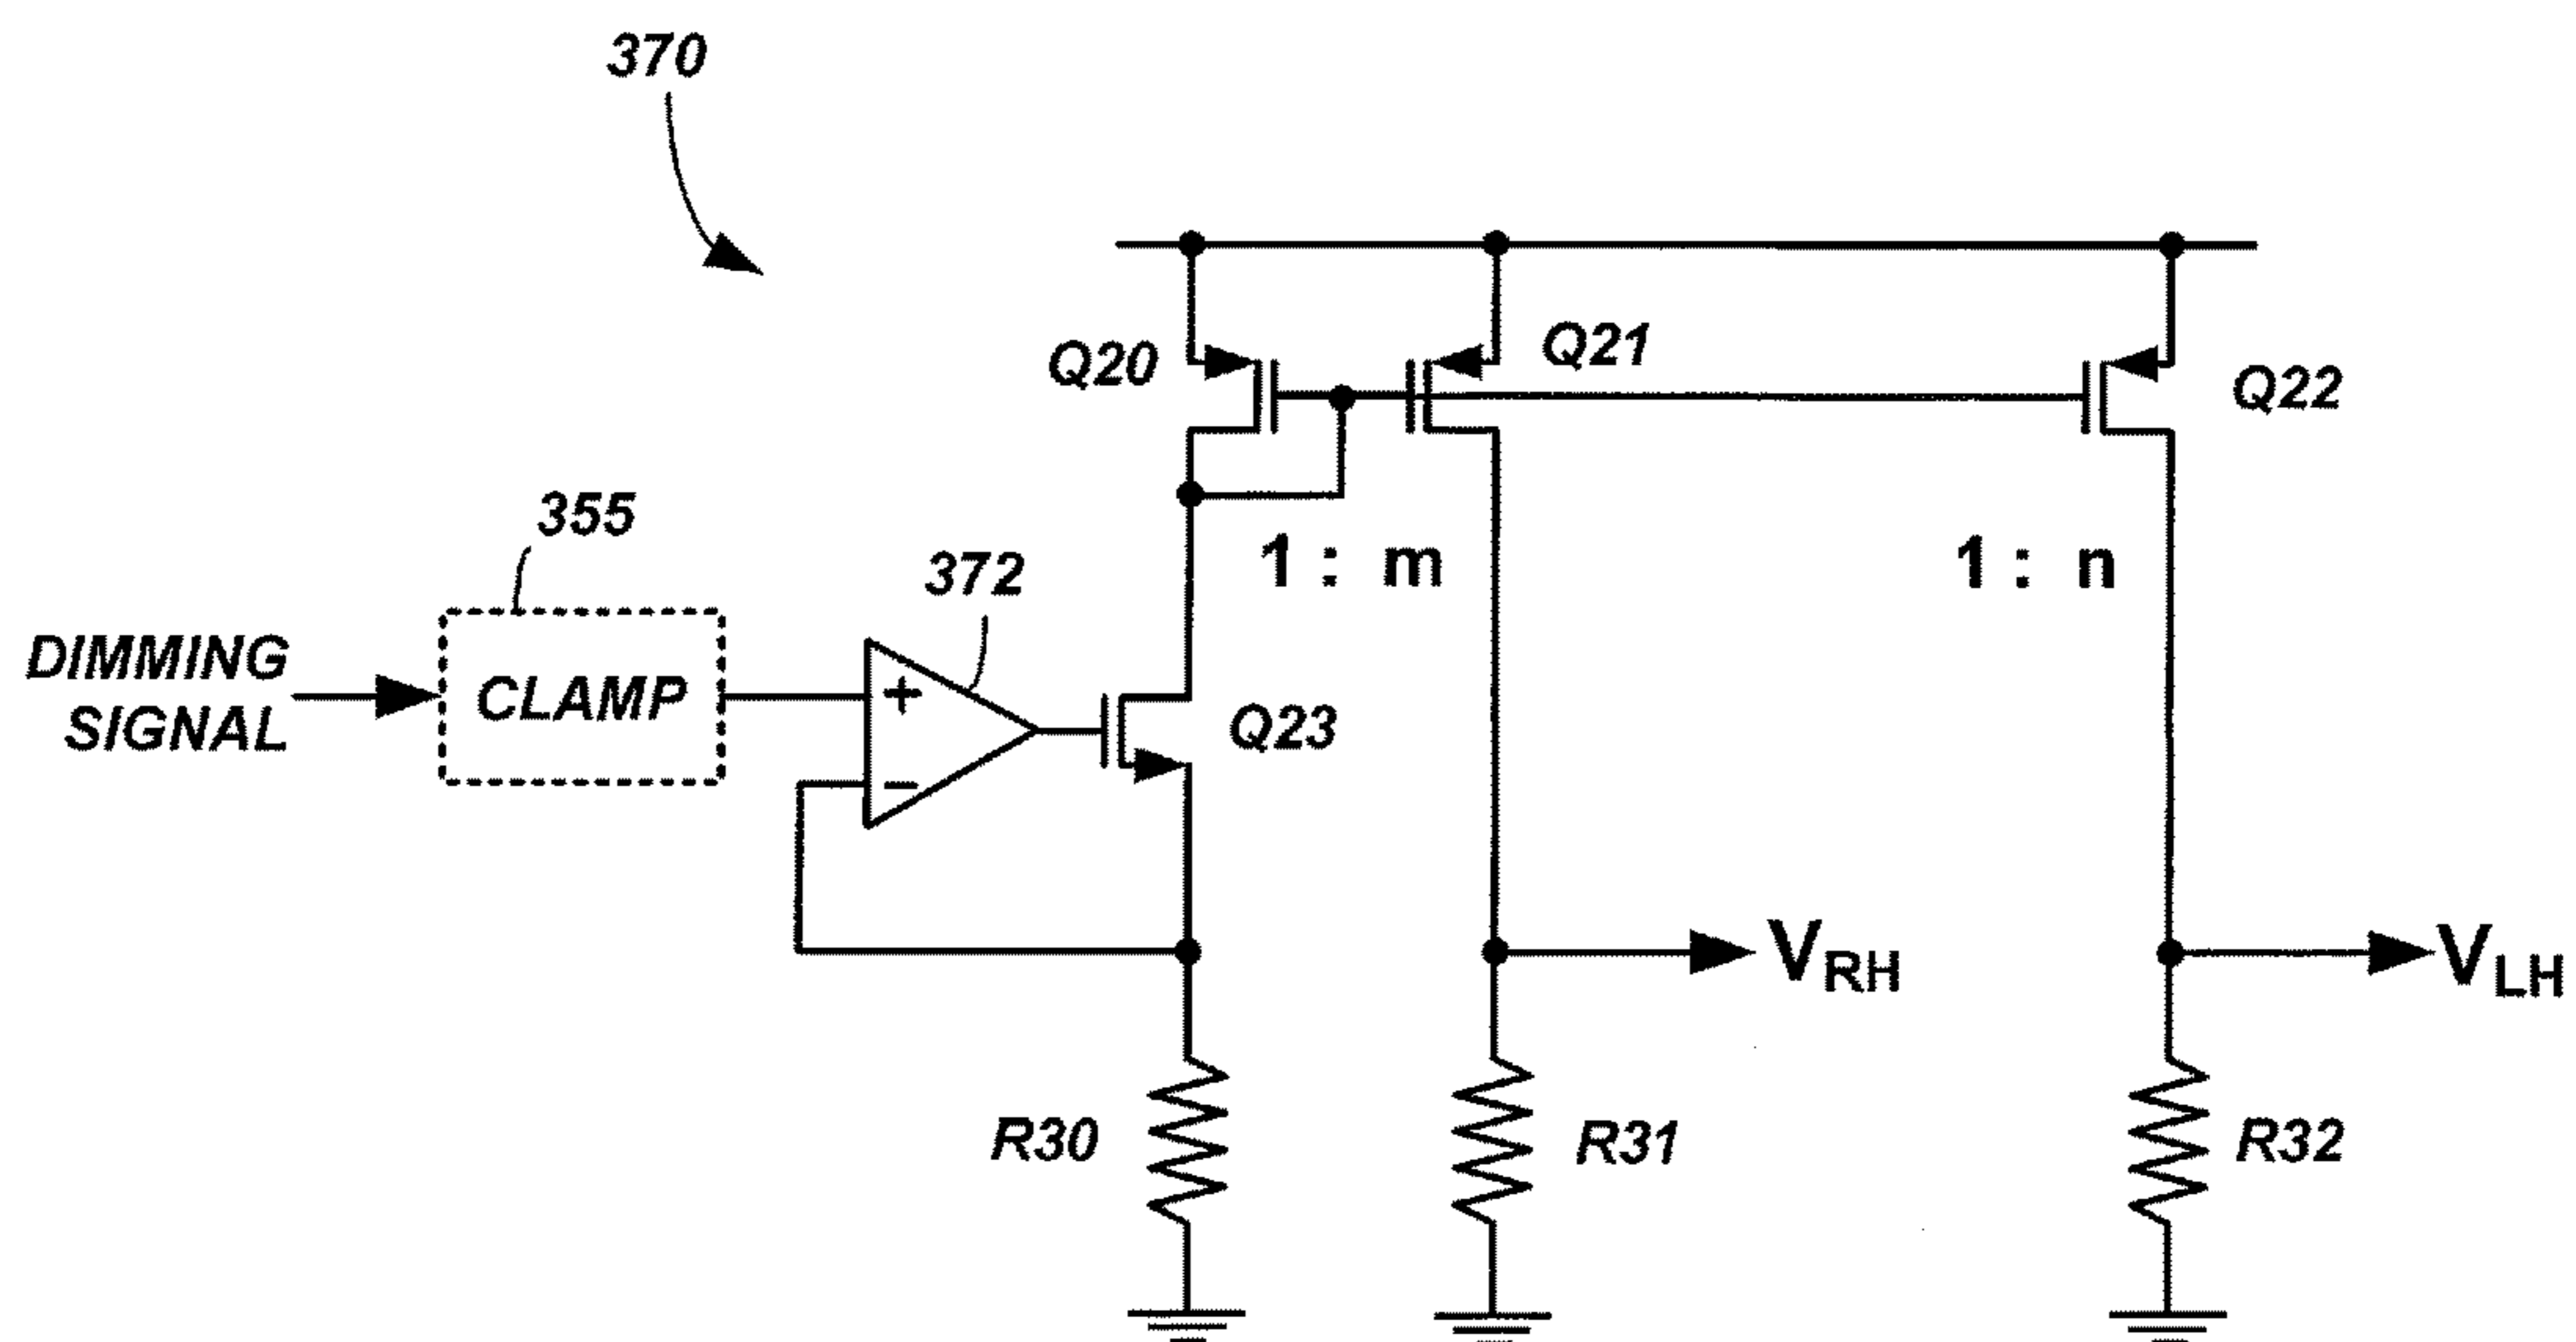 370
Q20
Q21
Q22
355
372
1 : m
1 : n
DIMMING
SIGNAL
CLAMP
+
−
Q23
VRH
VLH
R30
R31
R32